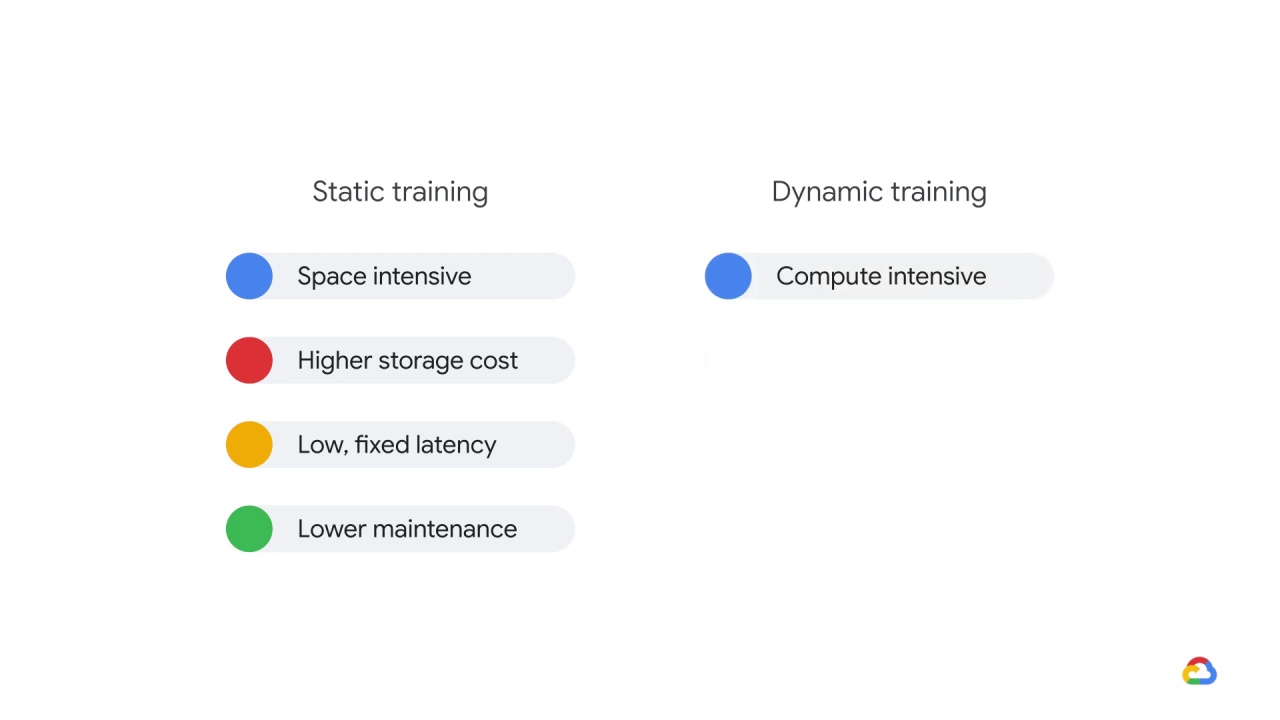 Static training
Space intensive
Higher storage cost
Low, fixed latency
Lower maintenance
Dynamic training
Compute intensive